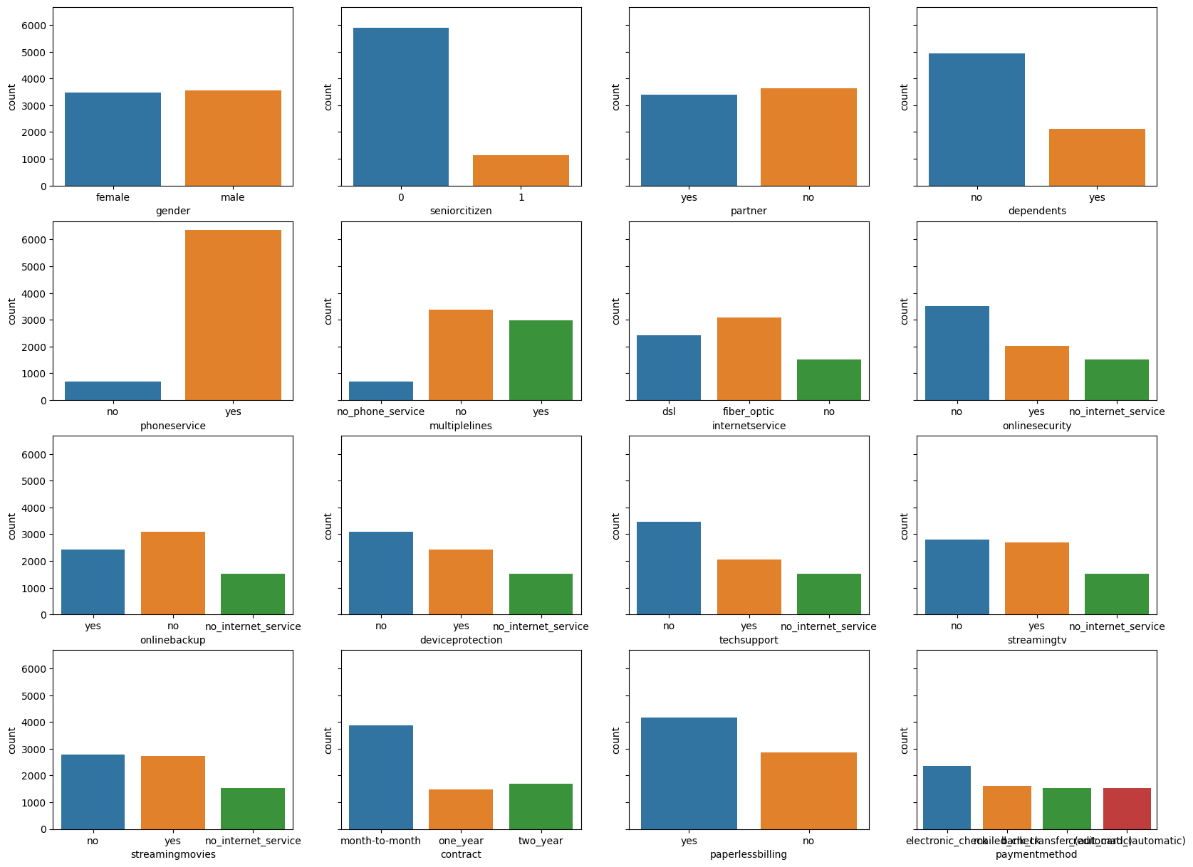 6000
5000
4000
3000
2000
1000
0
count
female male
gender
count
0 1
seniorcitizen
count
yes no
partner
count
no yes
dependents
6000
5000
4000
3000
2000
1000
0
count
no yes
phoneservice
count
no_phone_service no yes
multiplelines
count
dsl fiber_optic no
internetservice
count
no yes no_internet_service
onlinesecurity
6000
5000
4000
3000
2000
1000
0
count
yes no no_internet_service
onlinebackup
count
no yes no_internet_service
deviceprotection
count
no yes no_internet_service
techsupport
count
no yes no_internet_service
streamingtv
6000
5000
4000
3000
2000
1000
0
count
no yes no_internet_service
streamingmovies
count
month-to-month one_year two_year
contract
count
yes no
paperlessbilling
count
electronic_check
paymentmethod